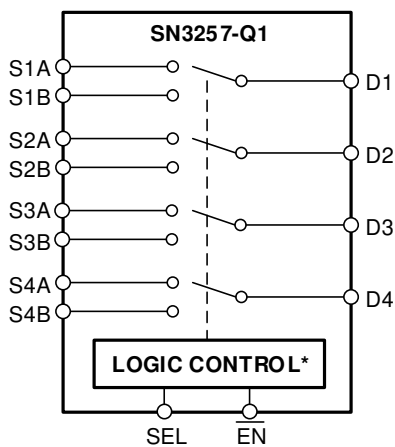 SN3257-Q1
S1A
D1
S1B
S2A
D2
S2B
S3A
D3
S3B
S4A
D4
S4B
LOGIC CONTROL*
SEL
EN